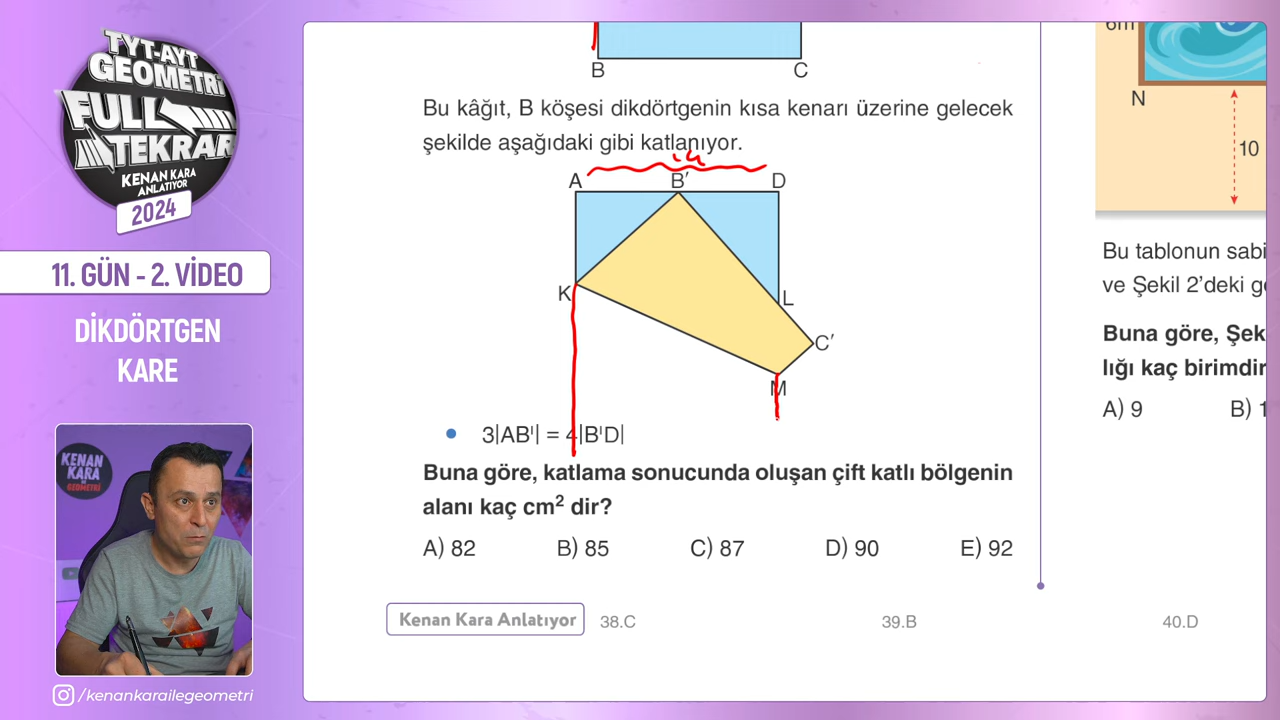 TYT-AYT
GEOMETRİ
FULL
TEKRAR
KENAN KARA
ANLATIYOR
2024
11. GÜN - 2. VİDEO
DİKDÖRTGEN
KARE
KENAN
KARA
GEOMETRİ
/kenankarailegeometri
B C
Bu kâğıt, B köşesi dikdörtgenin kısa kenarı üzerine gelecek
şekilde aşağıdaki gibi katlanıyor.
14
A B′ D
K L
C′
M
• 3|AB′| = 4|B′D|
Buna göre, katlama sonucunda oluşan çift katlı bölgenin
alanı kaç cm² dir?
A) 82 B) 85 C) 87 D) 90 E) 92
Kenan Kara Anlatıyor 38.C 39.B 40.D
6m
N
10
Bu tablonun sabi
ve Şekil 2’deki g
Buna göre, Şek
lığı kaç birimdir
A) 9 B) 1